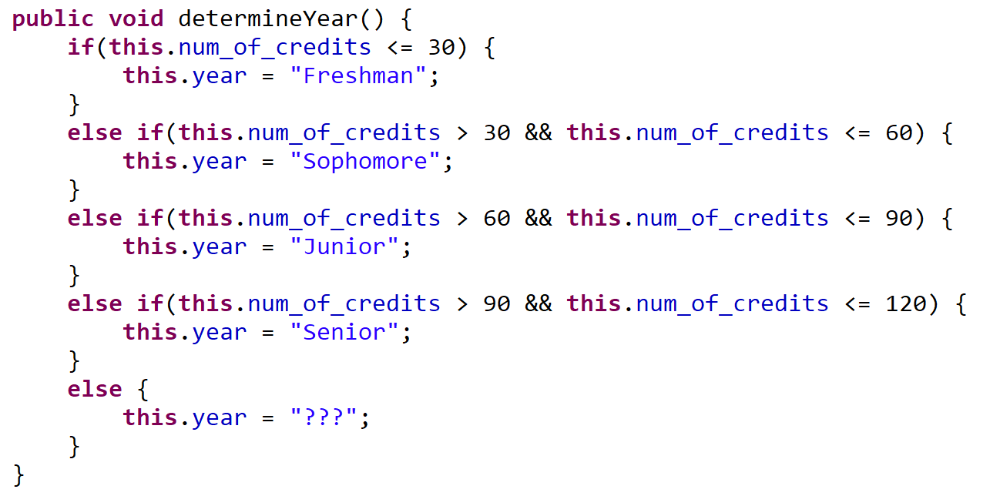 public void determineYear() {
    if(this.num_of_credits <= 30) {
        this.year = "Freshman";
    }
    else if(this.num_of_credits > 30 && this.num_of_credits <= 60) {
        this.year = "Sophomore";
    }
    else if(this.num_of_credits > 60 && this.num_of_credits <= 90) {
        this.year = "Junior";
    }
    else if(this.num_of_credits > 90 && this.num_of_credits <= 120) {
        this.year = "Senior";
    }
    else {
        this.year = "???";
    }
}